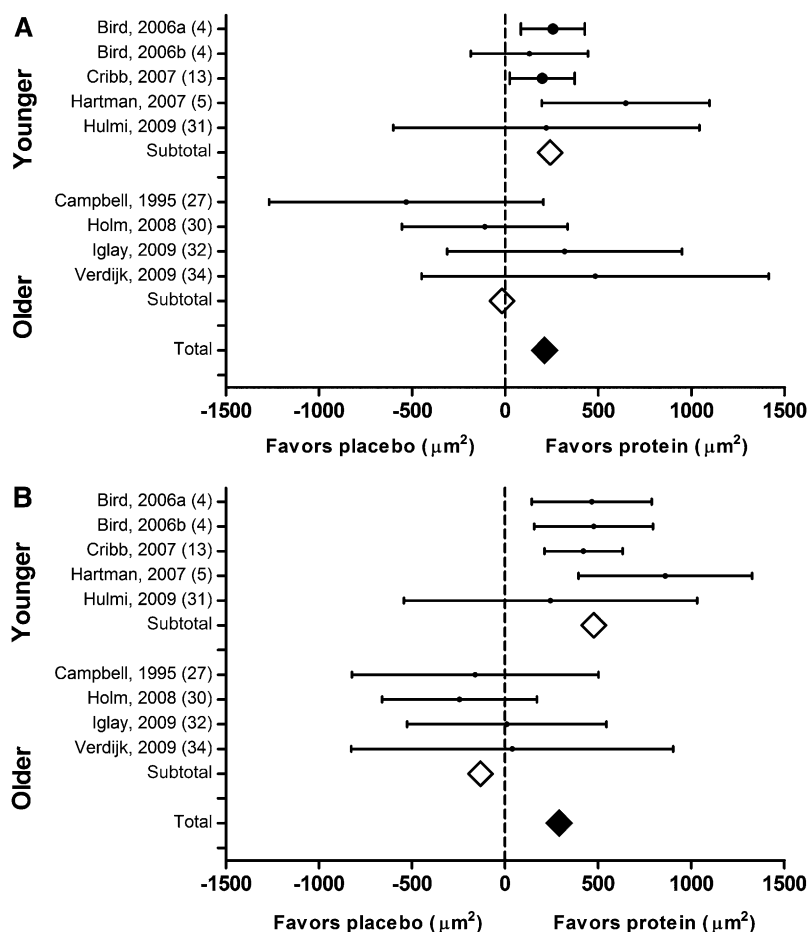 A
Younger
Bird, 2006a (4)
Bird, 2006b (4)
Cribb, 2007 (13)
Hartman, 2007 (5)
Hulmi, 2009 (31)
Subtotal
Older
Campbell, 1995 (27)
Holm, 2008 (30)
Iglay, 2009 (32)
Verdijk, 2009 (34)
Subtotal
Total
-1500 -1000 -500 0 500 1000 1500
Favors placebo (μm²) Favors protein (μm²)
B
Younger
Bird, 2006a (4)
Bird, 2006b (4)
Cribb, 2007 (13)
Hartman, 2007 (5)
Hulmi, 2009 (31)
Subtotal
Older
Campbell, 1995 (27)
Holm, 2008 (30)
Iglay, 2009 (32)
Verdijk, 2009 (34)
Subtotal
Total
-1500 -1000 -500 0 500 1000 1500
Favors placebo (μm²) Favors protein (μm²)